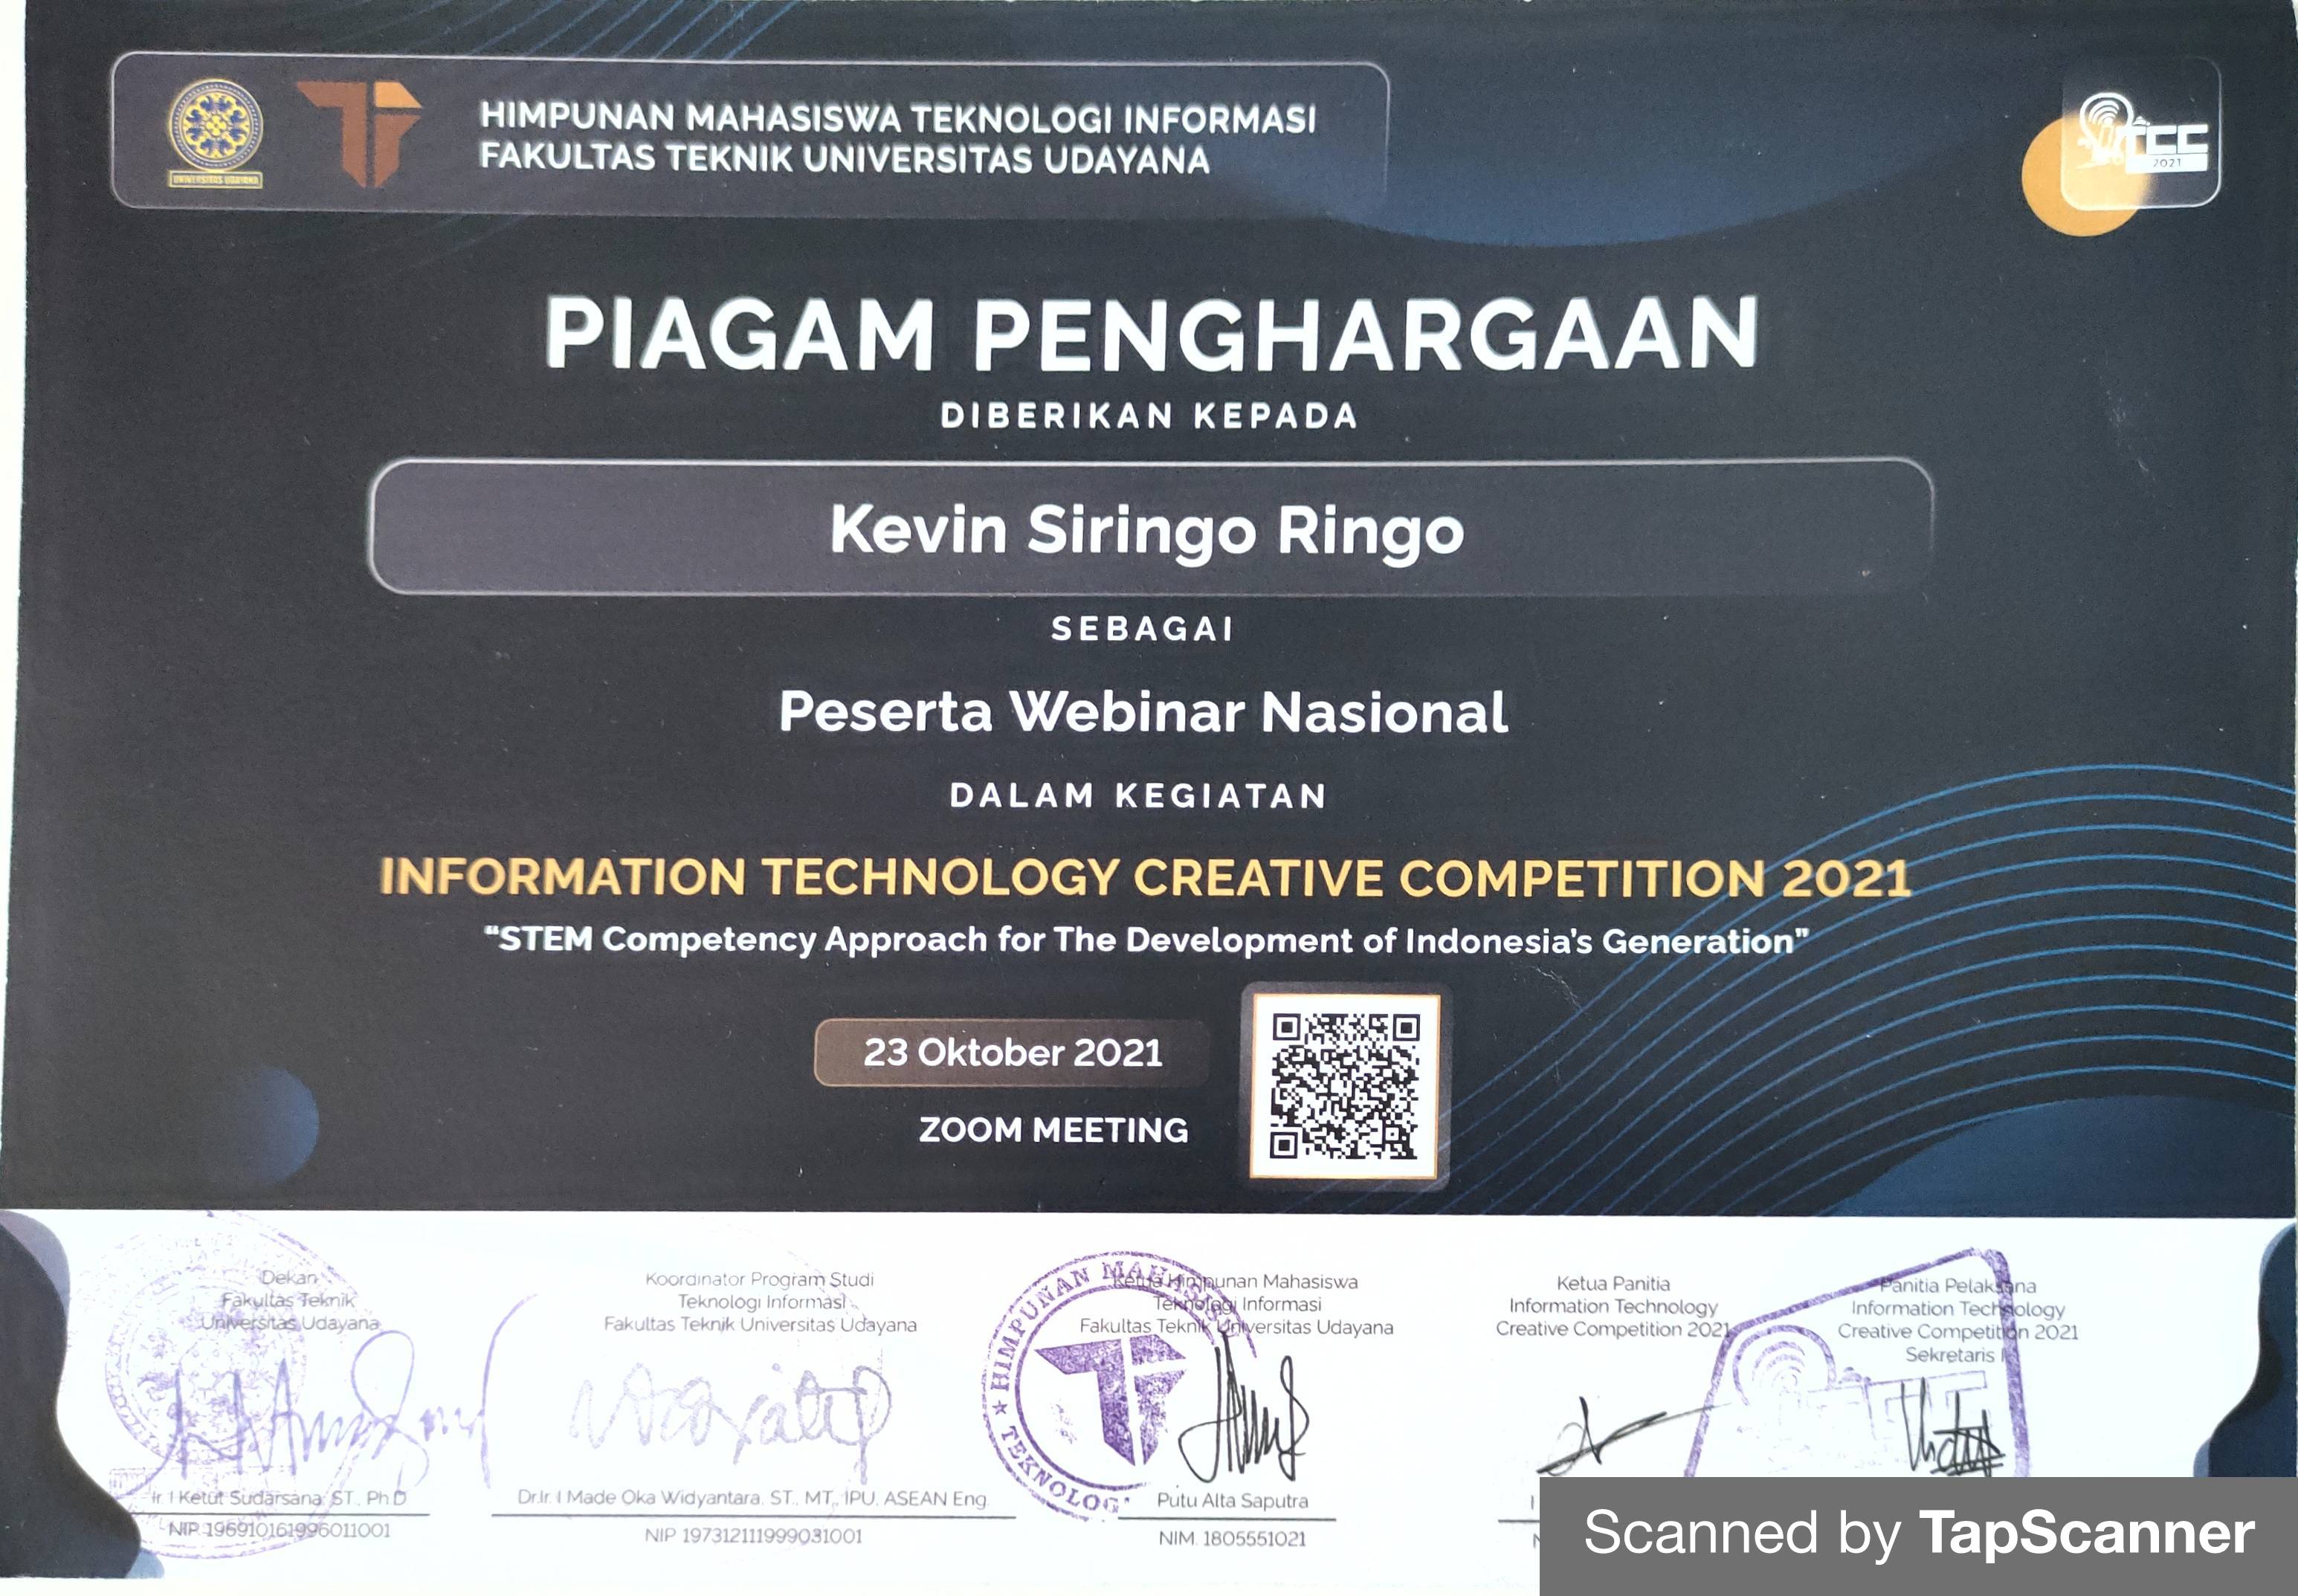 HIMPUNAN MAHASISWA TEKNOLOGI INFORMASI
FAKULTAS TEKNIK UNIVERSITAS UDAYANA
UNIVERSITAS UDAYANA
2021
PIAGAM PENGHARGAAN
DIBERIKAN KEPADA
Kevin Siringo Ringo
SEBAGAI
Peserta Webinar Nasional
DALAM KEGIATAN
INFORMATION TECHNOLOGY CREATIVE COMPETITION 2021
“STEM Competency Approach for The Development of Indonesia’s Generation”
23 Oktober 2021
ZOOM MEETING
Dekan
Fakultas Teknik
Universitas Udayana
Ir. I Ketut Sudarsana, ST., Ph.D
NIP. 196910161996011001
Koordinator Program Studi
Teknologi Informasi
Fakultas Teknik Universitas Udayana
Dr.Ir. I Made Oka Widyantara, ST., MT., IPU. ASEAN Eng
NIP 197312111999031001
Ketua Himpunan Mahasiswa
Teknologi Informasi
Fakultas Teknik Universitas Udayana
HIMPUNAN
TEKNOLOG
Putu Alta Saputra
NIM. 1805551021
Ketua Panitia
Information Technology
Creative Competition 2021
Panitia Pelaksana
Information Technology
Creative Competition 2021
Sekretaris
Scanned by TapScanner